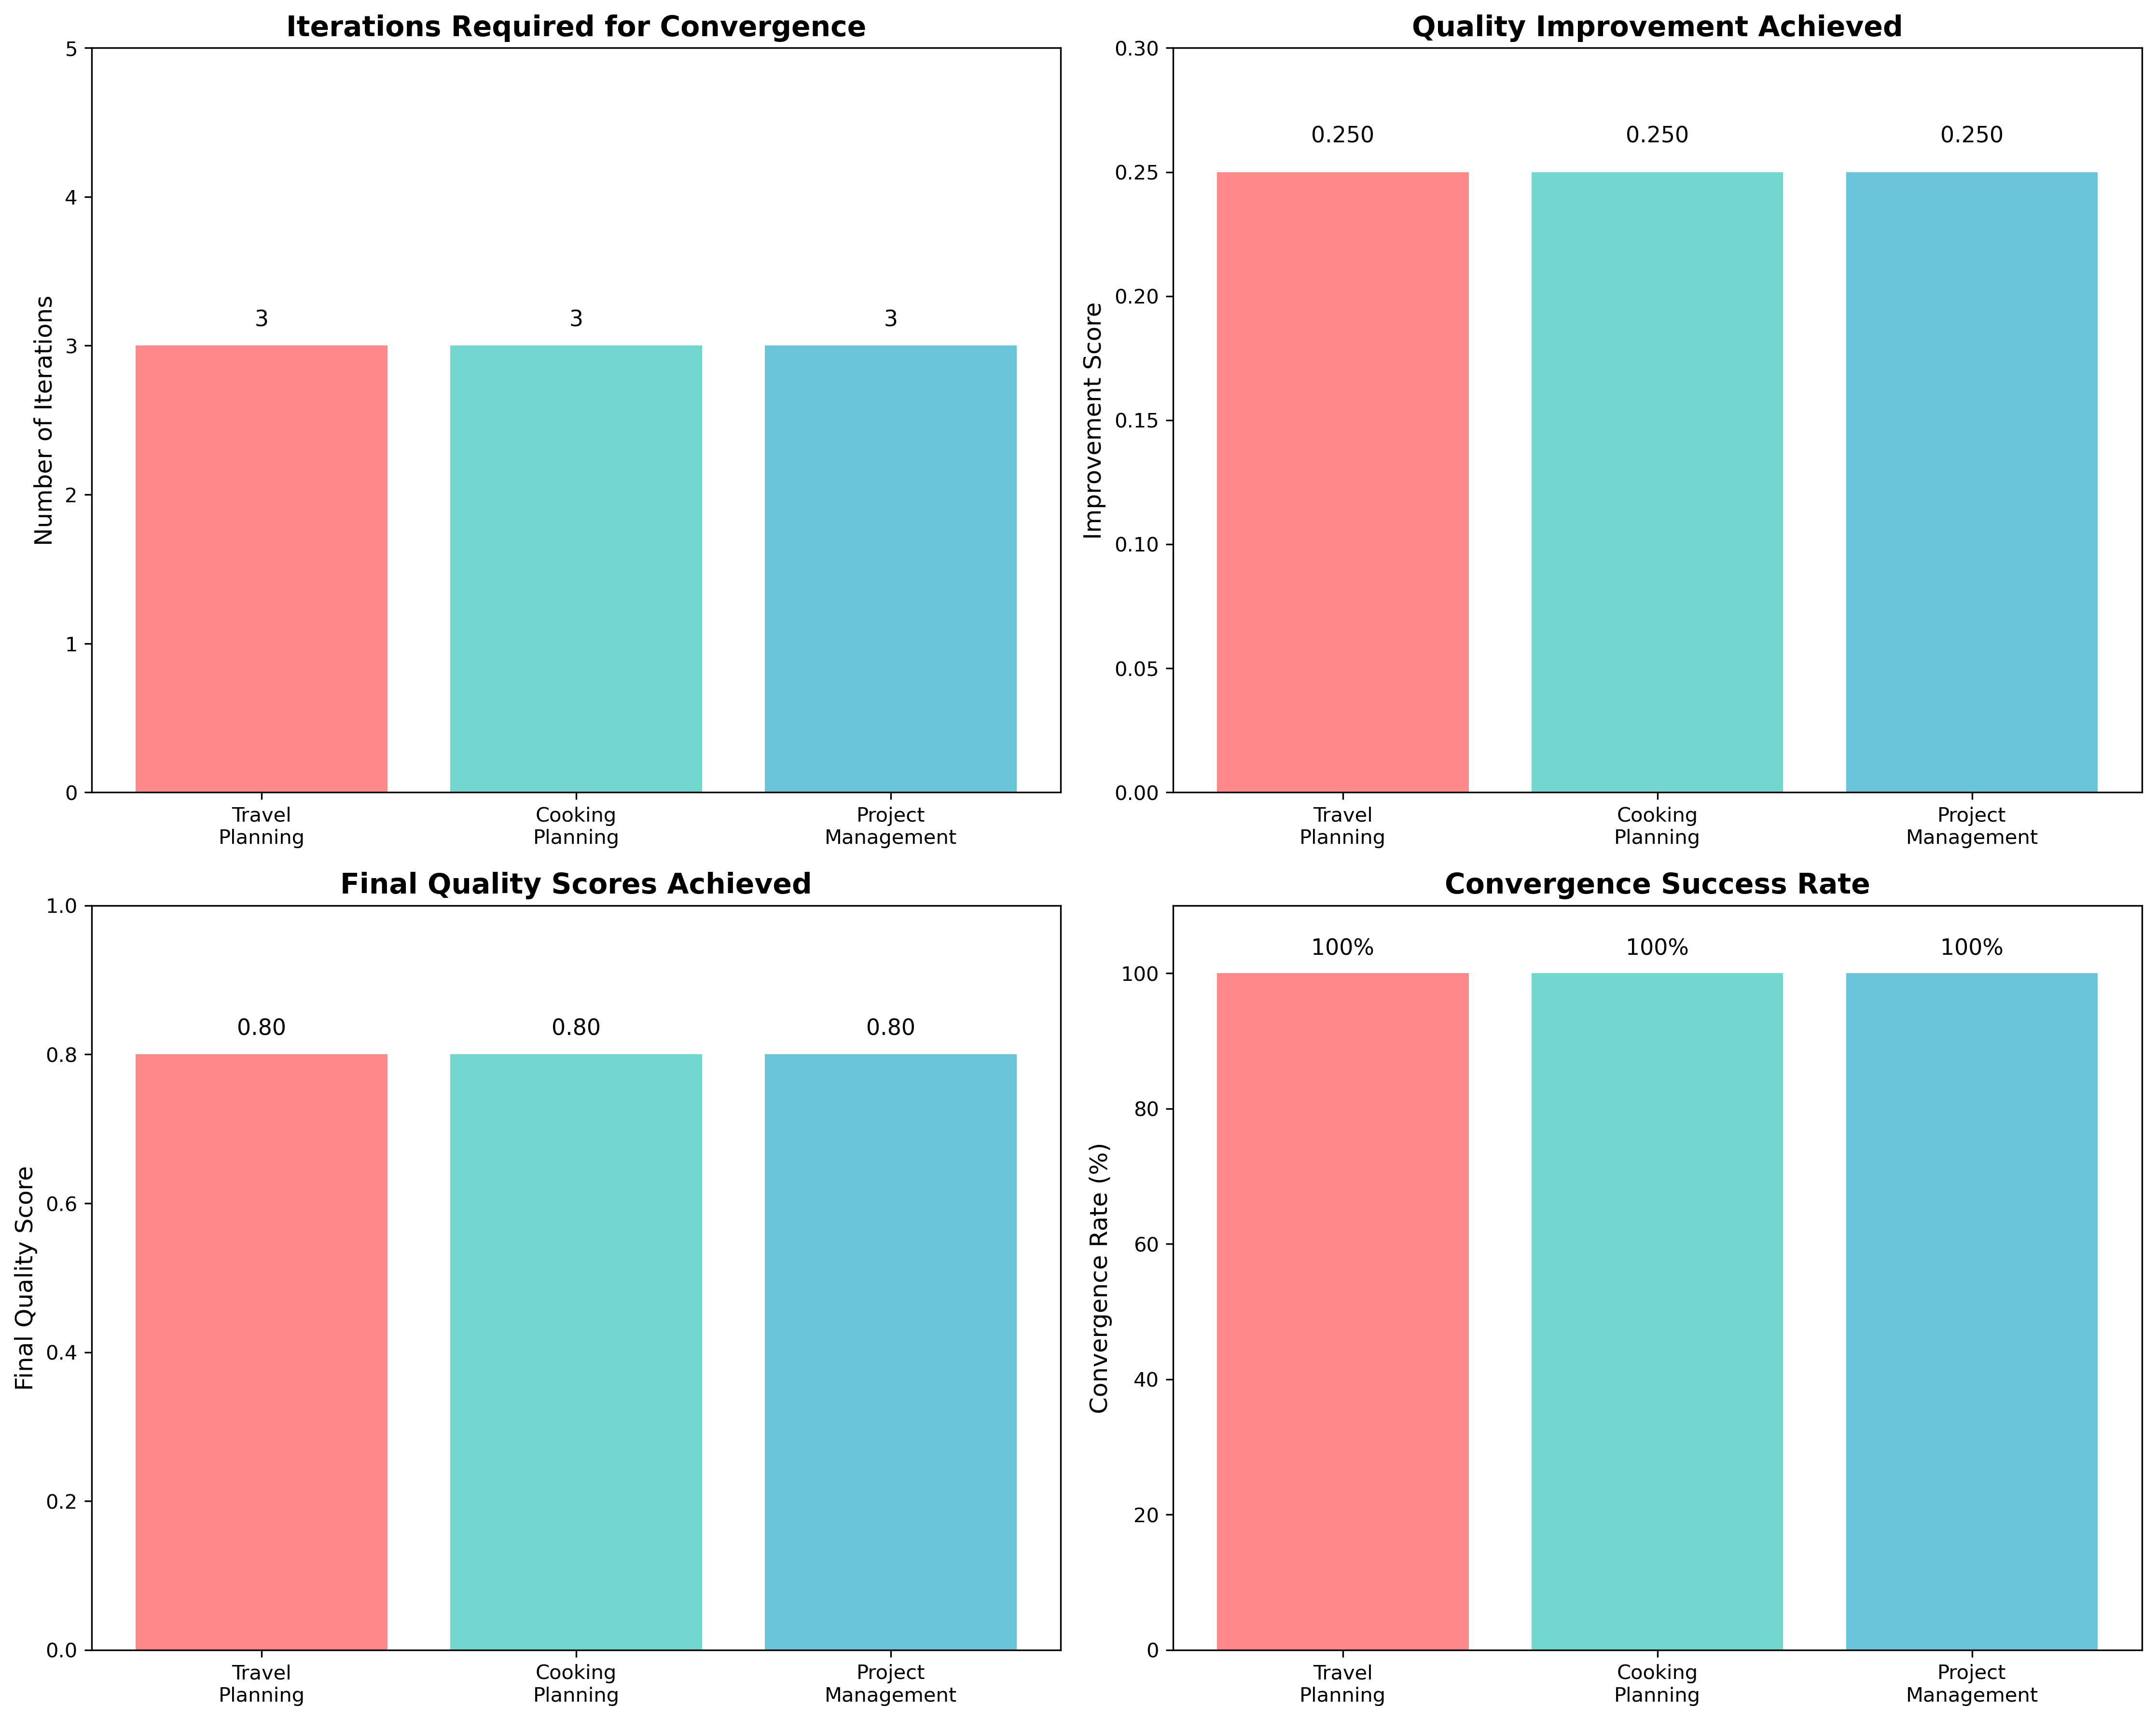 Iterations Required for Convergence
Number of Iterations
5
4
3
2
1
0
3
3
3
Travel
Planning
Cooking
Planning
Project
Management
Quality Improvement Achieved
Improvement Score
0.30
0.25
0.20
0.15
0.10
0.05
0.00
0.250
0.250
0.250
Travel
Planning
Cooking
Planning
Project
Management
Final Quality Scores Achieved
Final Quality Score
1.0
0.8
0.6
0.4
0.2
0.0
0.80
0.80
0.80
Travel
Planning
Cooking
Planning
Project
Management
Convergence Success Rate
Convergence Rate (%)
100
80
60
40
20
0
100%
100%
100%
Travel
Planning
Cooking
Planning
Project
Management